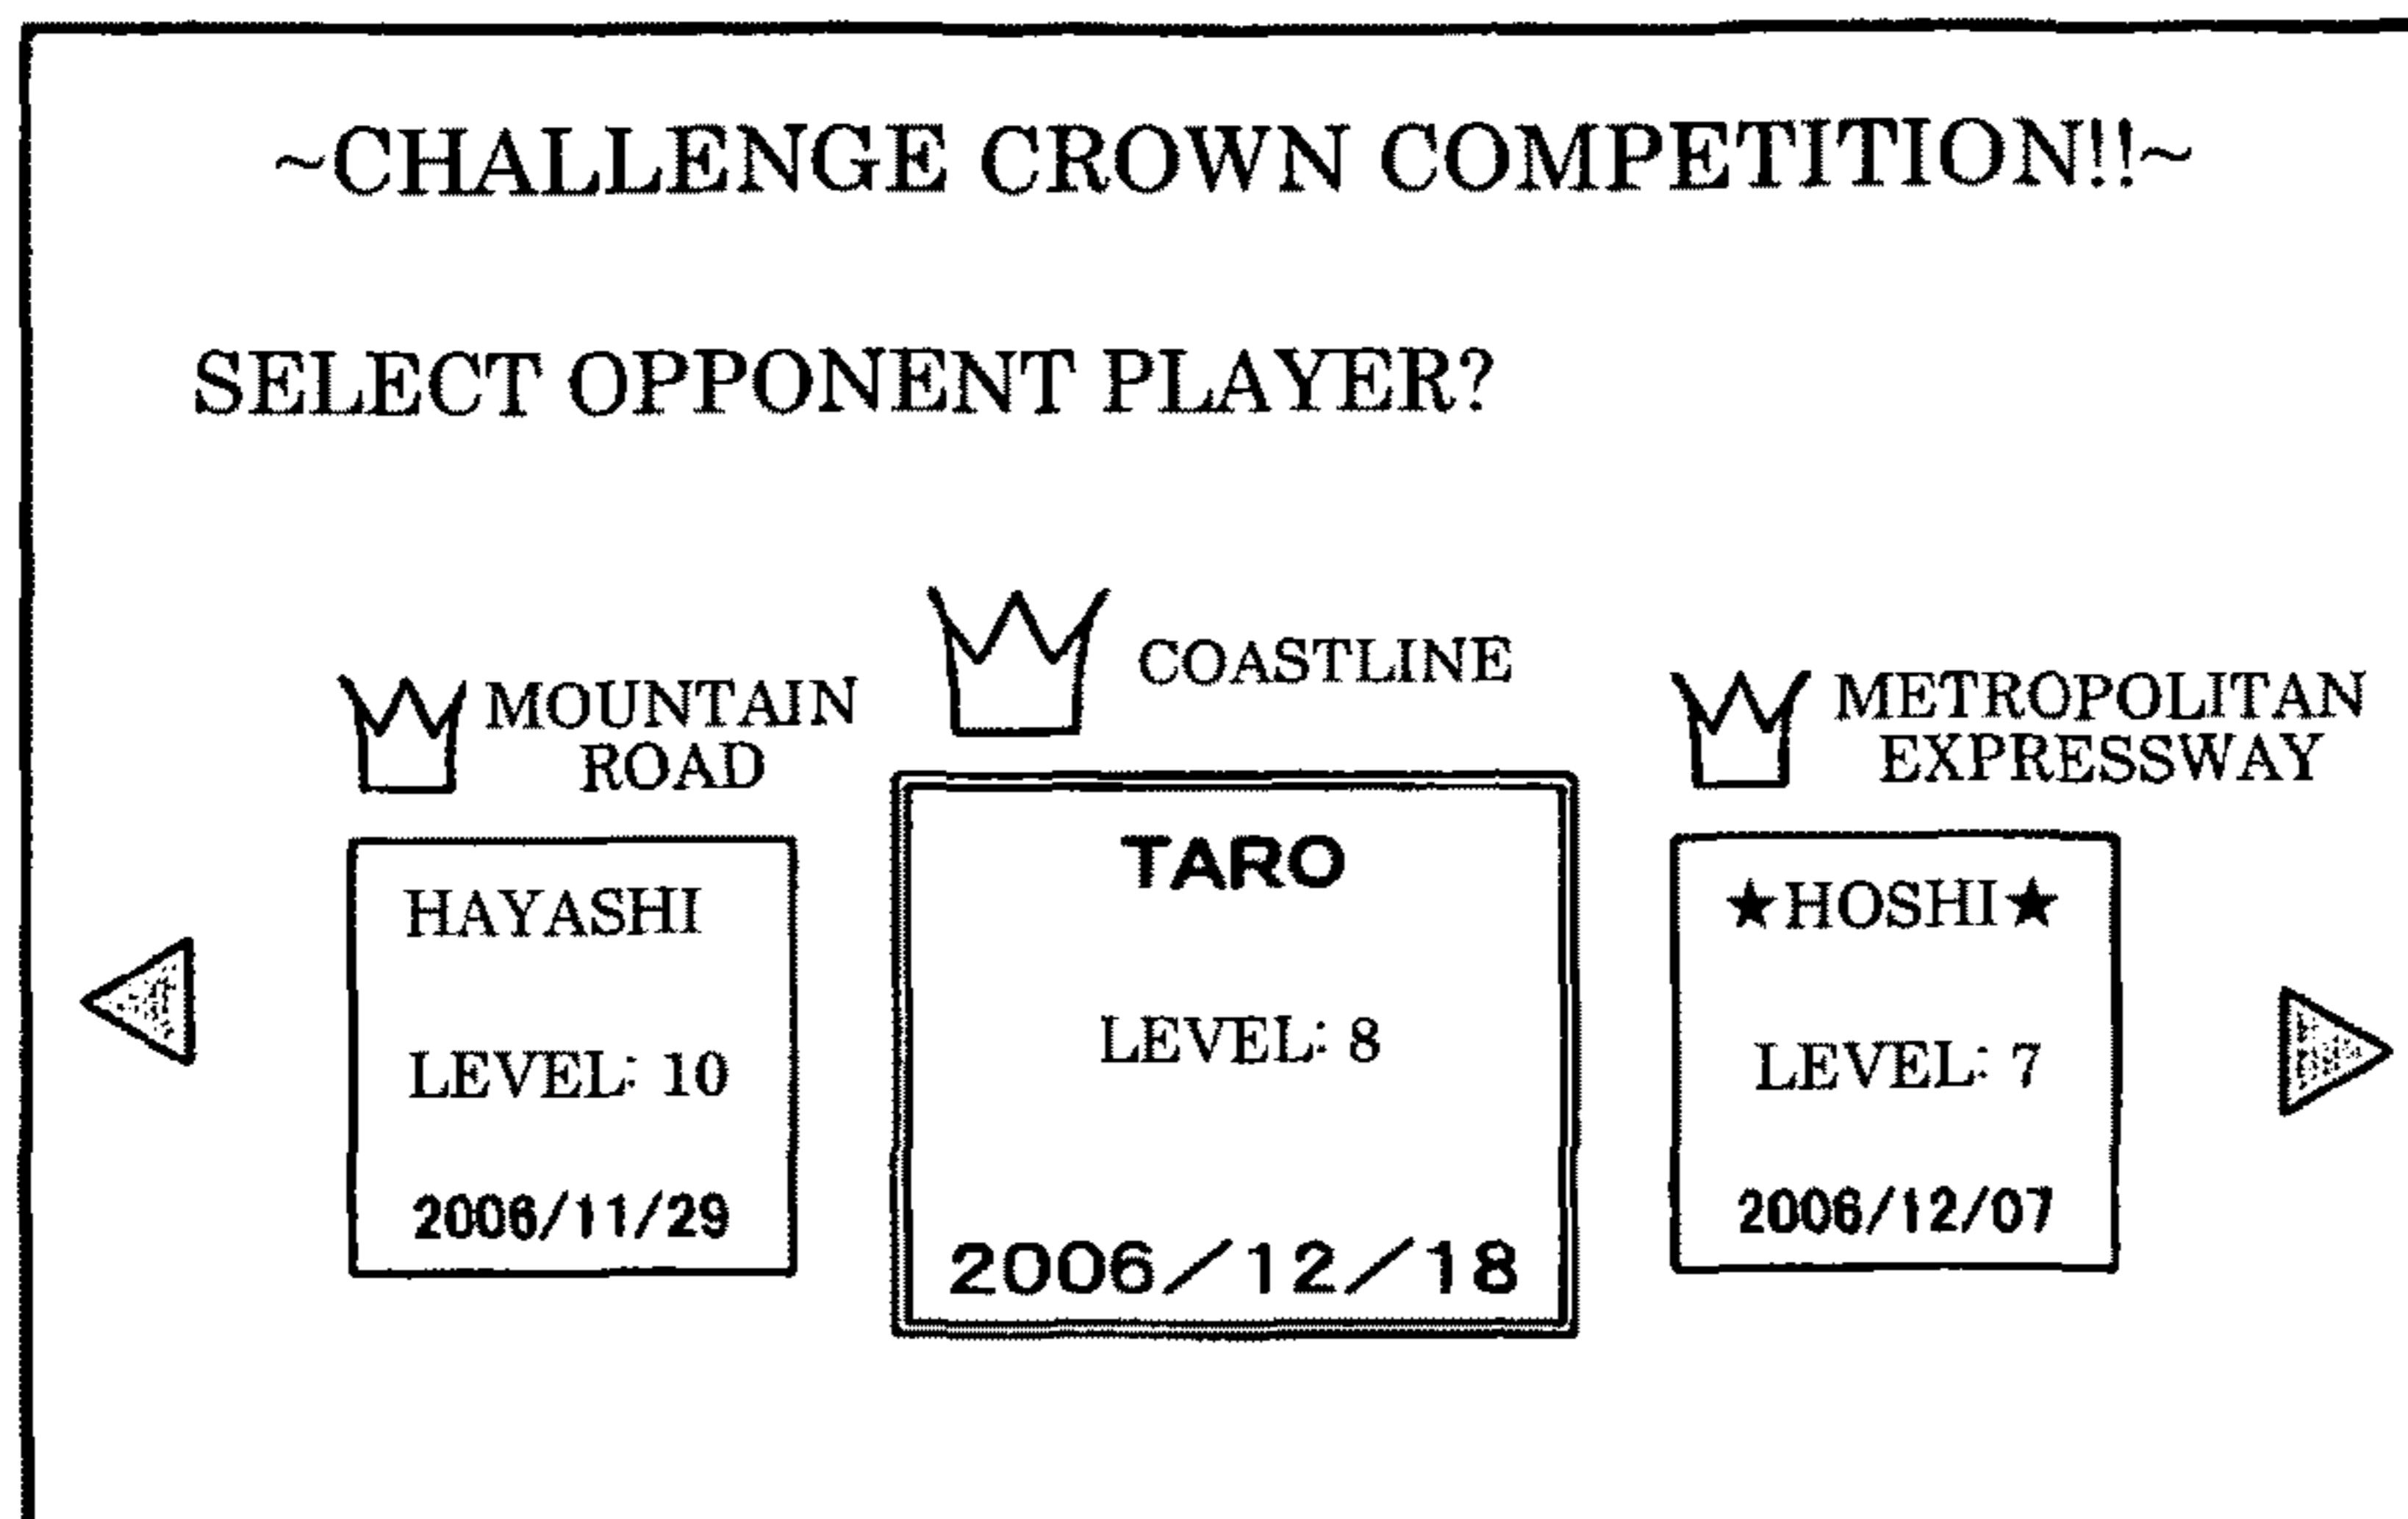 ~CHALLENGE CROWN COMPETITION!!~
SELECT OPPONENT PLAYER?
MOUNTAIN
ROAD
HAYASHI
LEVEL: 10
2006/11/29
COASTLINE
TARO
LEVEL: 8
2006/12/18
METROPOLITAN
EXPRESSWAY
★HOSHI★
LEVEL: 7
2006/12/07